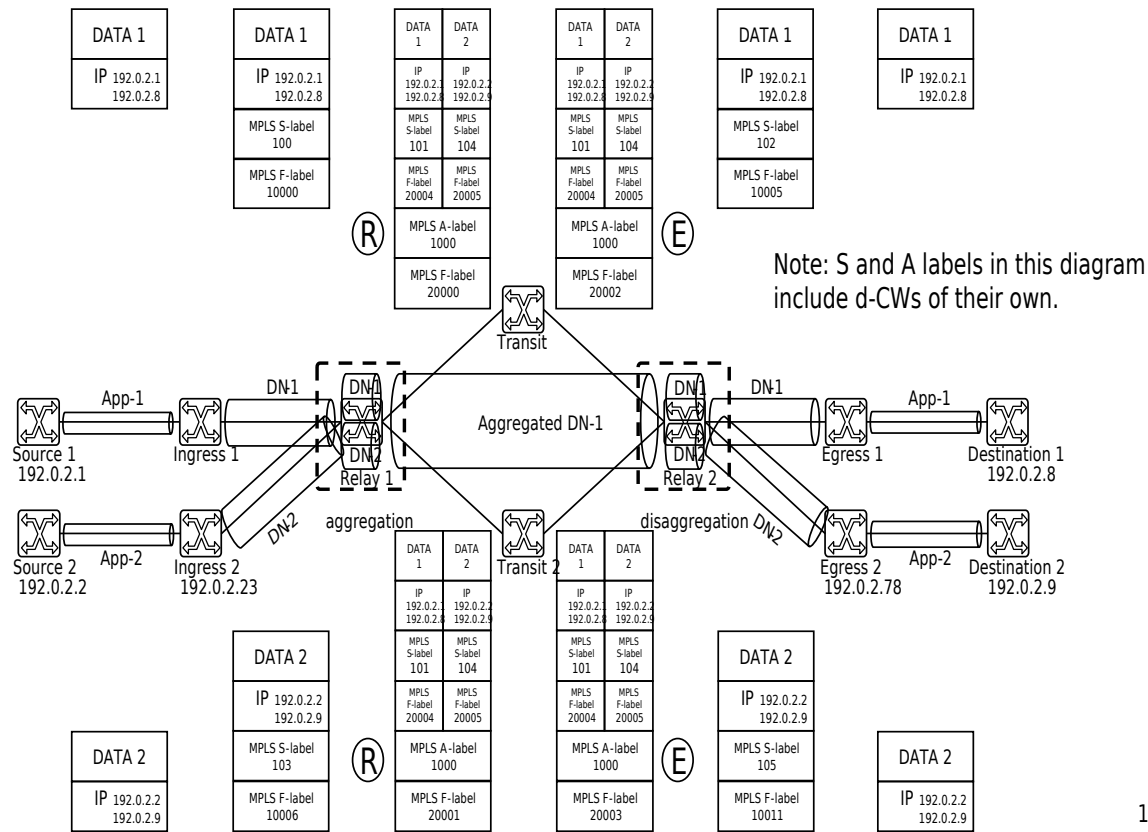 DATA 1
IP 192.0.2.1
192.0.2.8
DATA 1
IP 192.0.2.1
192.0.2.8
MPLS S-label
100
MPLS F-label
10000
DATA
1
DATA
2
IP
192.0.2.1
192.0.2.8
IP
192.0.2.2
192.0.2.9
MPLS
S-label
101
MPLS
S-label
104
MPLS
F-label
20004
MPLS
F-label
20005
MPLS A-label
1000
MPLS F-label
20000
R
DATA
1
DATA
2
IP
192.0.2.1
192.0.2.8
IP
192.0.2.2
192.0.2.9
MPLS
S-label
101
MPLS
S-label
104
MPLS
F-label
20004
MPLS
F-label
20005
MPLS A-label
1000
MPLS F-label
20002
E
DATA 1
IP 192.0.2.1
192.0.2.8
MPLS S-label
102
MPLS F-label
10005
DATA 1
IP 192.0.2.1
192.0.2.8
Note: S and A labels in this diagram
include d-CWs of their own.
Transit
Source 1
192.0.2.1
App-1
Ingress 1
DN-1
DN-1
DN-2
Relay 1
Aggregated DN-1
DN-1
DN-2
Relay 2
DN-1
Egress 1
App-1
Destination 1
192.0.2.8
Source 2
192.0.2.2
App-2
Ingress 2
192.0.2.23
DN-2
aggregation
Transit 2
disaggregation
DN-2
Egress 2
192.0.2.78
App-2
Destination 2
192.0.2.9
DATA 2
IP 192.0.2.2
192.0.2.9
DATA 2
IP 192.0.2.2
192.0.2.9
MPLS S-label
103
MPLS F-label
10006
R
DATA
1
DATA
2
IP
192.0.2.1
192.0.2.8
IP
192.0.2.2
192.0.2.9
MPLS
S-label
101
MPLS
S-label
104
MPLS
F-label
20004
MPLS
F-label
20005
MPLS A-label
1000
MPLS F-label
20001
DATA
1
DATA
2
IP
192.0.2.1
192.0.2.8
IP
192.0.2.2
192.0.2.9
MPLS
S-label
101
MPLS
S-label
104
MPLS
F-label
20004
MPLS
F-label
20005
MPLS A-label
1000
MPLS F-label
20003
E
DATA 2
IP 192.0.2.2
192.0.2.9
MPLS S-label
105
MPLS F-label
10011
DATA 2
IP 192.0.2.2
192.0.2.9
1